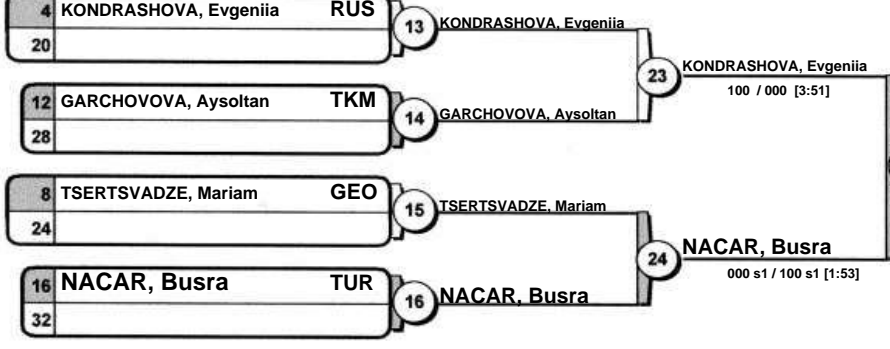 4 KONDRASHOVA, Evgeniia RUS
20
13
KONDRASHOVA, Evgeniia
23
KONDRASHOVA, Evgeniia
100 / 000 [3:51]
12 GARCHOVOVA, Aysoltan TKM
28
14
GARCHOVOVA, Aysoltan
8 TSERTSVADZE, Mariam GEO
24
15
TSERTSVADZE, Mariam
24
NACAR, Busra
000 s1 / 100 s1 [1:53]
16 NACAR, Busra TUR
32
16
NACAR, Busra